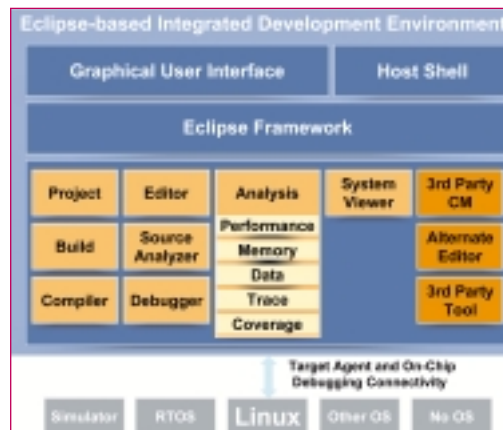 Eclipse-based Integrated Development Environment
Graphical User Interface
Host Shell
Eclipse Framework
Project
Editor
Analysis
System
Viewer
3rd Party
CM
Performance
Memory
Data
Trace
Coverage
Build
Source
Analyzer
Alternate
Editor
Compiler
Debugger
3rd Party
Tool
Target Agent and On-Chip
Debugging Connectivity
Simulator
RTOS
Linux
Other OS
No OS